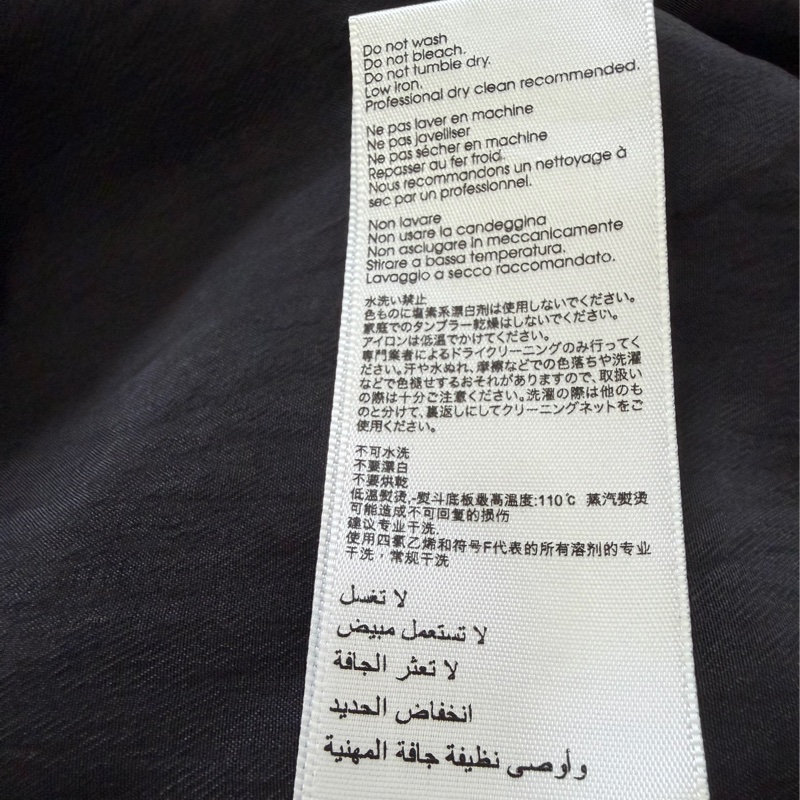 Do not wash
Do not bleach.
Do not tumble dry.
Low iron.
Professional dry clean recommended.
Ne pas laver en machine
Ne pas javelliser
Ne pas sécher en machine
Repasser au fer froid.
Nous recommandons un nettoyage à
sec par un professionnel.
Non lavare
Non usare la candeggina
Non asciugare in meccanicamente
Stirare a bassa temperatura.
Lavaggio a secco raccomandato.
水洗い禁止
色ものに塩素系漂白剤は使用しないでください。
家庭でのタンブラー乾燥はしないでください。
アイロンは低温でかけてください。
専門業者によるドライクリーニングのみ行ってく
ださい。汗や水ぬれ、摩擦などでの色落ちや洗濯
などで色褪せするおそれがありますので、取扱い
の際は十分ご注意ください。洗濯の際は他のも
のと分けて、裏返しにしてクリーニングネットをご
使用ください。
不可水洗
不要漂白
不要烘乾
低溫熨烫,-熨斗底板最高溫度:110℃ 蒸汽熨烫
可能造成不可回复的损伤
建议专业干洗.
使用四氯乙烯和符号F代表的所有溶剂的专业
干洗，常规干洗
لا تغسل
لا تستعمل مبيض
لا تعثر الجافة
انخفاض الحديد
وأوصى نظيفة جافة المهنية